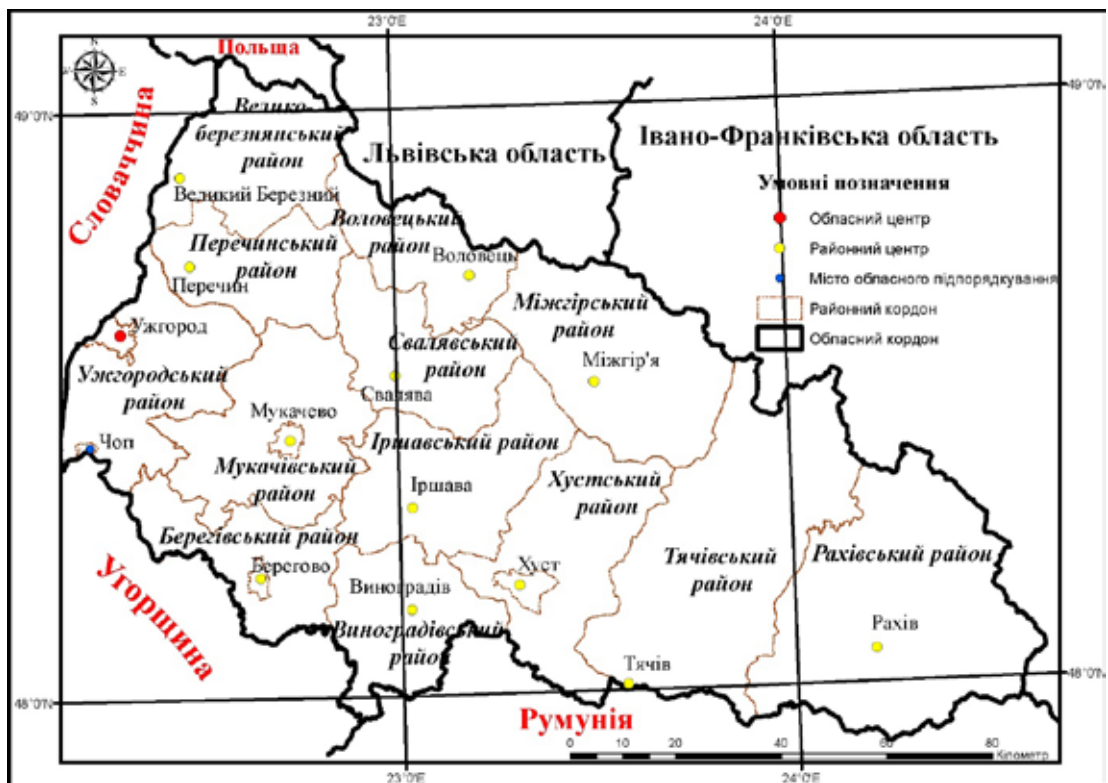 23°0'E
24°0'E
Польща
N
W
E
S
49°0'N
49°0'N
Словаччина
Велико-
березнянський
район
Великий Березний
Львівська область
Івано-Франківська область
Умовні позначення
Обласний центр
Районний центр
Місто обласного підпорядкування
Районний кордон
Обласний кордон
Воловецький
район
Воловець
Перечинський
район
Перечин
Міжгірський
район
Міжгір'я
Ужгород
Ужгородський
район
Свалявський
район
Свалява
Чоп
Мукачево
Мукачівський
район
Іршавський район
Іршава
Хустський
район
Хуст
Берегівський район
Берегово
Виноградів
Виноградівський
район
Тячівський
район
Тячів
Рахівський район
Рахів
Угорщина
Румунія
48°0'N
48°0'N
0
10
20
40
60
80
Кілометр
23°0'E
24°0'E